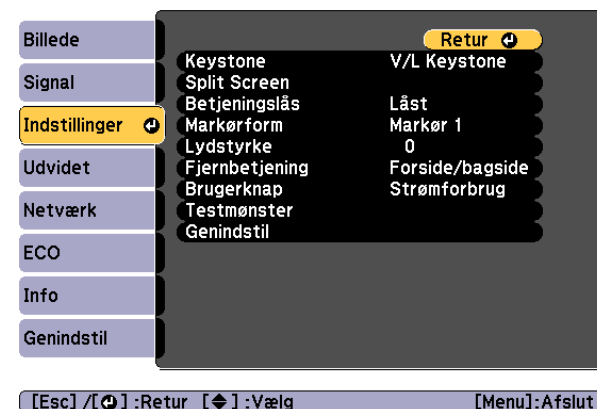 Billede
Signal
Indstillinger
Udvidet
Netværk
ECO
Info
Genindstil
Retur
Keystone V/L Keystone
Split Screen
Betjeningslås Låst
Markørform Markør 1
Lydstyrke 0
Fjernbetjening Forside/bagside
Brugerknap Strømforbrug
Testmønster
Genindstil
[Esc] /[⏎] :Retur [◆] :Vælg [Menu]:Afslut